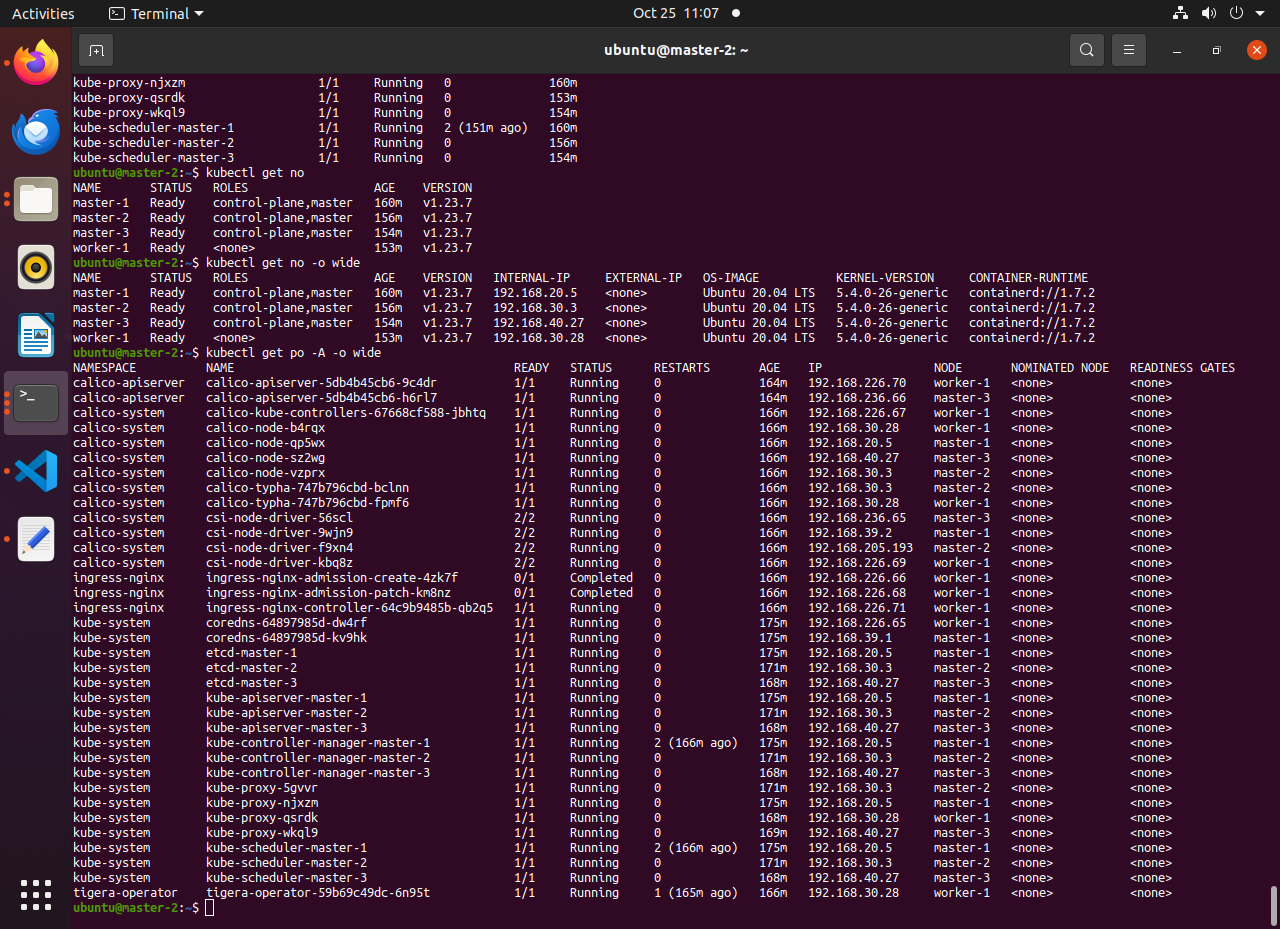 Activities Terminal Oct 25 11:07
ubuntu@master-2: ~
kube-proxy-njxzm 1/1 Running 0 160m
kube-proxy-qsrdk 1/1 Running 0 153m
kube-proxy-wkql9 1/1 Running 0 154m
kube-scheduler-master-1 1/1 Running 2 (151m ago) 160m
kube-scheduler-master-2 1/1 Running 0 156m
kube-scheduler-master-3 1/1 Running 0 154m
ubuntu@master-2:~$ kubectl get no
NAME STATUS ROLES AGE VERSION
master-1 Ready control-plane,master 160m v1.23.7
master-2 Ready control-plane,master 156m v1.23.7
master-3 Ready control-plane,master 154m v1.23.7
worker-1 Ready <none> 153m v1.23.7
ubuntu@master-2:~$ kubectl get no -o wide
NAME STATUS ROLES AGE VERSION INTERNAL-IP EXTERNAL-IP OS-IMAGE KERNEL-VERSION CONTAINER-RUNTIME
master-1 Ready control-plane,master 160m v1.23.7 192.168.20.5 <none> Ubuntu 20.04 LTS 5.4.0-26-generic containerd://1.7.2
master-2 Ready control-plane,master 156m v1.23.7 192.168.30.3 <none> Ubuntu 20.04 LTS 5.4.0-26-generic containerd://1.7.2
master-3 Ready control-plane,master 154m v1.23.7 192.168.40.27 <none> Ubuntu 20.04 LTS 5.4.0-26-generic containerd://1.7.2
worker-1 Ready <none> 153m v1.23.7 192.168.30.28 <none> Ubuntu 20.04 LTS 5.4.0-26-generic containerd://1.7.2
ubuntu@master-2:~$ kubectl get po -A -o wide
NAMESPACE NAME READY STATUS RESTARTS AGE IP NODE NOMINATED NODE READINESS GATES
calico-apiserver calico-apiserver-5db4b45cb6-9c4dr 1/1 Running 0 164m 192.168.226.70 worker-1 <none> <none>
calico-apiserver calico-apiserver-5db4b45cb6-h6rl7 1/1 Running 0 164m 192.168.236.66 master-3 <none> <none>
calico-system calico-kube-controllers-67668cf588-jbhtq 1/1 Running 0 166m 192.168.226.67 worker-1 <none> <none>
calico-system calico-node-b4rqx 1/1 Running 0 166m 192.168.30.28 worker-1 <none> <none>
calico-system calico-node-qp5wx 1/1 Running 0 166m 192.168.20.5 master-1 <none> <none>
calico-system calico-node-sz2wg 1/1 Running 0 166m 192.168.40.27 master-3 <none> <none>
calico-system calico-node-vzprx 1/1 Running 0 166m 192.168.30.3 master-2 <none> <none>
calico-system calico-typha-747b796cbd-bclnn 1/1 Running 0 166m 192.168.30.3 master-2 <none> <none>
calico-system calico-typha-747b796cbd-fpmf6 1/1 Running 0 166m 192.168.30.28 worker-1 <none> <none>
calico-system csi-node-driver-56scl 2/2 Running 0 166m 192.168.236.65 master-3 <none> <none>
calico-system csi-node-driver-9wjn9 2/2 Running 0 166m 192.168.39.2 master-1 <none> <none>
calico-system csi-node-driver-f9xn4 2/2 Running 0 166m 192.168.205.193 master-2 <none> <none>
calico-system csi-node-driver-kbq8z 2/2 Running 0 166m 192.168.226.69 worker-1 <none> <none>
ingress-nginx ingress-nginx-admission-create-4zk7f 0/1 Completed 0 166m 192.168.226.66 worker-1 <none> <none>
ingress-nginx ingress-nginx-admission-patch-km8nz 0/1 Completed 0 166m 192.168.226.68 worker-1 <none> <none>
ingress-nginx ingress-nginx-controller-64c9b9485b-qb2q5 1/1 Running 0 166m 192.168.226.71 worker-1 <none> <none>
kube-system coredns-64897985d-dw4rf 1/1 Running 0 175m 192.168.226.65 worker-1 <none> <none>
kube-system coredns-64897985d-kv9hk 1/1 Running 0 175m 192.168.39.1 master-1 <none> <none>
kube-system etcd-master-1 1/1 Running 0 175m 192.168.20.5 master-1 <none> <none>
kube-system etcd-master-2 1/1 Running 0 171m 192.168.30.3 master-2 <none> <none>
kube-system etcd-master-3 1/1 Running 0 168m 192.168.40.27 master-3 <none> <none>
kube-system kube-apiserver-master-1 1/1 Running 0 175m 192.168.20.5 master-1 <none> <none>
kube-system kube-apiserver-master-2 1/1 Running 0 171m 192.168.30.3 master-2 <none> <none>
kube-system kube-apiserver-master-3 1/1 Running 0 168m 192.168.40.27 master-3 <none> <none>
kube-system kube-controller-manager-master-1 1/1 Running 2 (166m ago) 175m 192.168.20.5 master-1 <none> <none>
kube-system kube-controller-manager-master-2 1/1 Running 0 171m 192.168.30.3 master-2 <none> <none>
kube-system kube-controller-manager-master-3 1/1 Running 0 168m 192.168.40.27 master-3 <none> <none>
kube-system kube-proxy-5gvvr 1/1 Running 0 171m 192.168.30.3 master-2 <none> <none>
kube-system kube-proxy-njxzm 1/1 Running 0 175m 192.168.20.5 master-1 <none> <none>
kube-system kube-proxy-qsrdk 1/1 Running 0 168m 192.168.30.28 worker-1 <none> <none>
kube-system kube-proxy-wkql9 1/1 Running 0 169m 192.168.40.27 master-3 <none> <none>
kube-system kube-scheduler-master-1 1/1 Running 2 (166m ago) 175m 192.168.20.5 master-1 <none> <none>
kube-system kube-scheduler-master-2 1/1 Running 0 171m 192.168.30.3 master-2 <none> <none>
kube-system kube-scheduler-master-3 1/1 Running 0 168m 192.168.40.27 master-3 <none> <none>
tigera-operator tigera-operator-59b69c49dc-6n95t 1/1 Running 1 (165m ago) 166m 192.168.30.28 worker-1 <none> <none>
ubuntu@master-2:~$